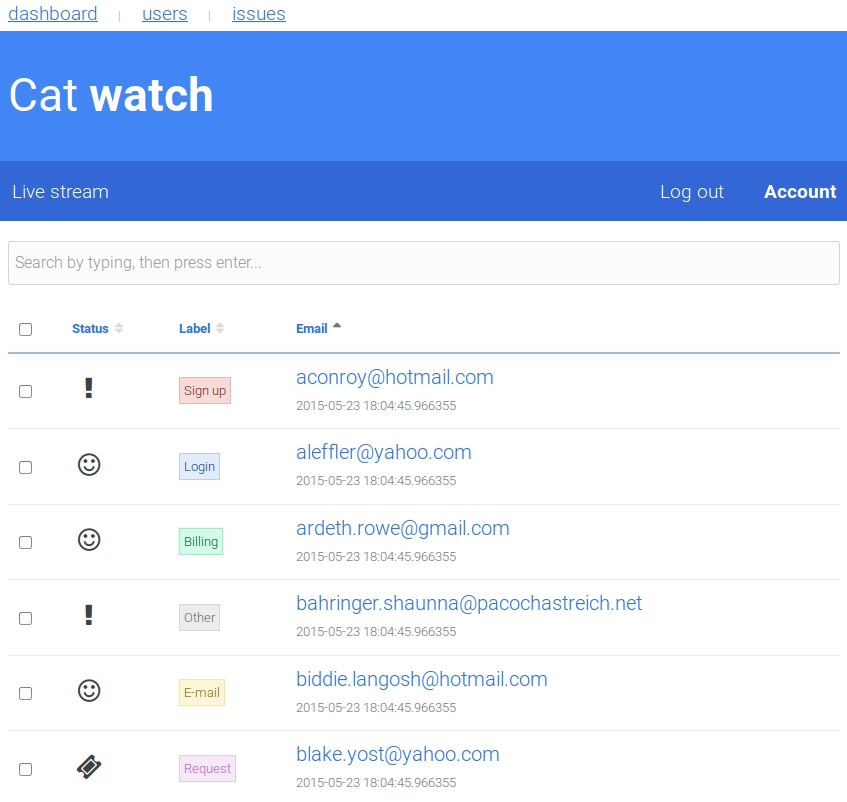 dashboard | users | issues
Cat watch
Live stream Log out Account
Search by typing, then press enter...
Status Label Email
Sign up aconroy@hotmail.com
2015-05-23 18:04:45.966355
Login aleffler@yahoo.com
2015-05-23 18:04:45.966355
Billing ardeth.rowe@gmail.com
2015-05-23 18:04:45.966355
Other bahringer.shaunna@pacochastreich.net
2015-05-23 18:04:45.966355
E-mail biddie.langosh@hotmail.com
2015-05-23 18:04:45.966355
Request blake.yost@yahoo.com
2015-05-23 18:04:45.966355